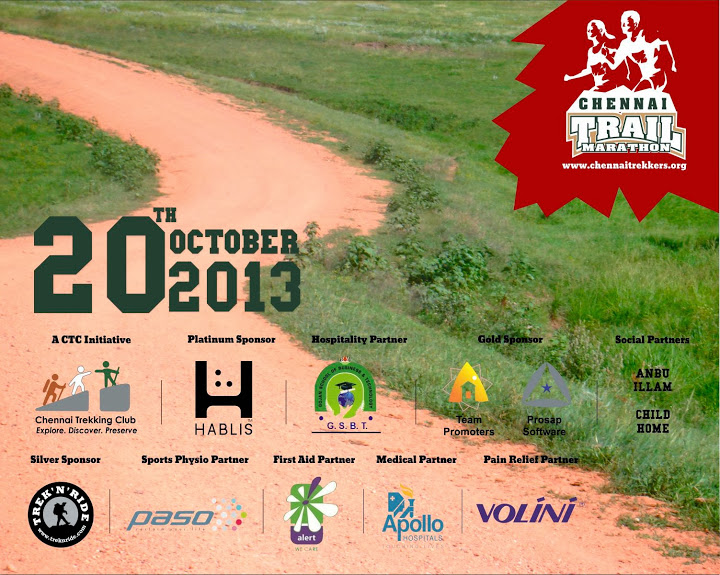 CHENNAI
TRAIL
MARATHON
www.chennaitrekkers.org
20TH OCTOBER 2013
A CTC Initiative
Platinum Sponsor
Hospitality Partner
Gold Sponsor
Social Partners
Chennai Trekking Club
Explore. Discover. Preserve
HABLIS
G. S. B. T.
Team
Promoters
Prosap
Software
ANBU
ILLAM
CHILD
HOME
Silver Sponsor
Sports Physio Partner
First Aid Partner
Medical Partner
Pain Relief Partner
TREK'N'RIDE
www.treknride.com
paso
alert
WE CARE
Apollo
HOSPITALS
VOLINI